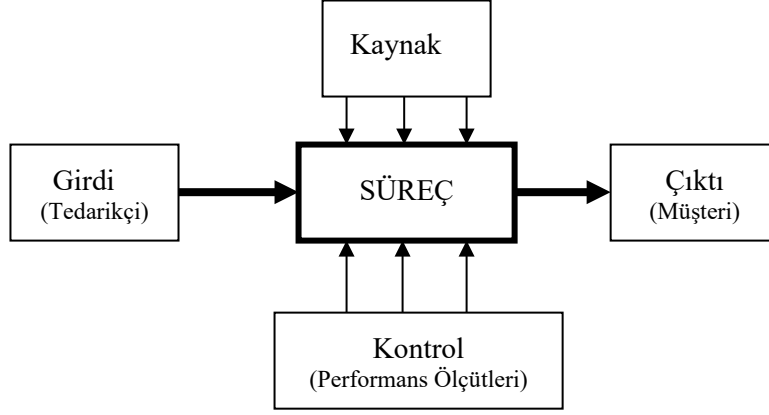 Kaynak
Girdi
(Tedarikçi)
SÜREÇ
Çıktı
(Müşteri)
Kontrol
(Performans Ölçütleri)